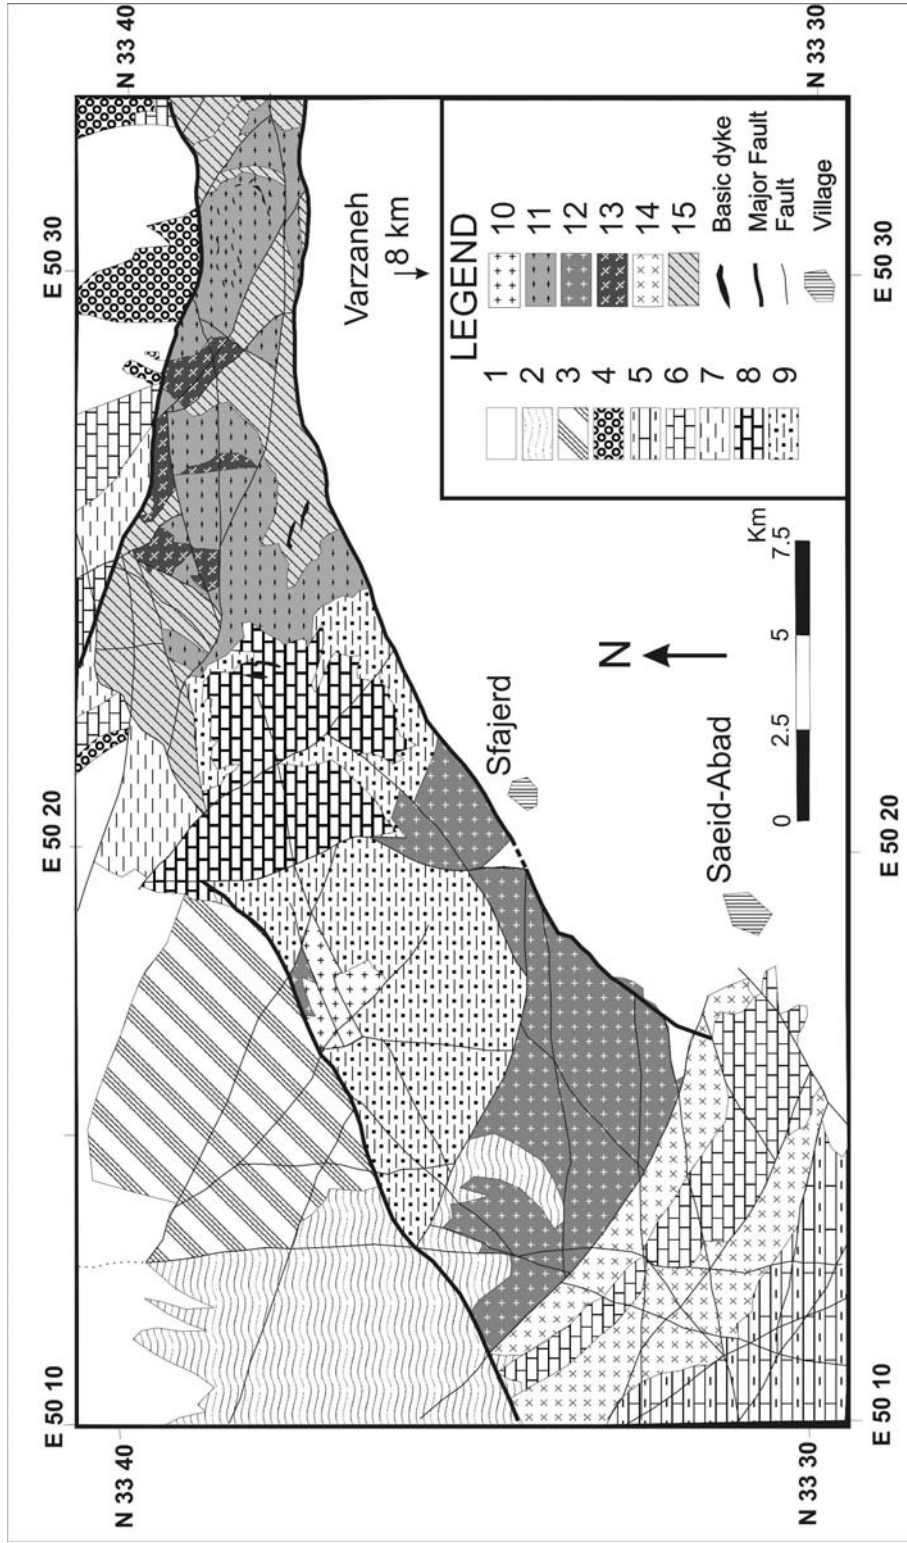 E 50 10
E 50 20
E 50 30
N 33 40
N 33 40
Varzaneh
8 km
Sfajerd
Saeid-Abad
N
Km
0
2.5
5
7.5
LEGEND
1
2
3
4
5
6
7
8
9
10
11
12
13
14
15
Basic dyke
Major Fault
Fault
Village
N 33 30
N 33 30
E 50 10
E 50 20
E 50 30